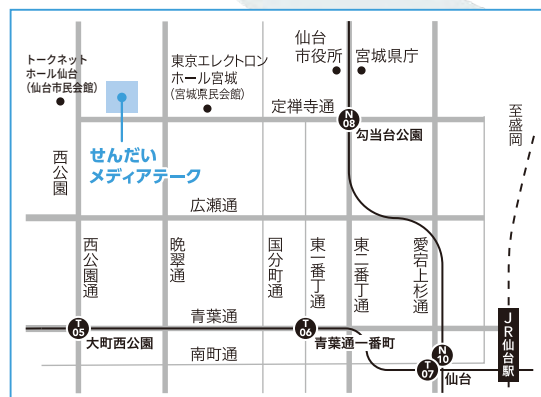 仙台
市役所
宮城県庁
トークネット
ホール仙台
(仙台市民会館)
東京エレクトロン
ホール宮城
(宮城県民会館)
定禅寺通
N
08
勾当台公園
至盛岡
せんだい
メディアテーク
西公園
広瀬通
西公園通
晩翠通
国分町通
東一番丁通
東二番丁通
愛宕上杉通
青葉通
T
05
大町西公園
T
06
青葉通一番町
南町通
N
10
T
07
仙台
JR仙台駅